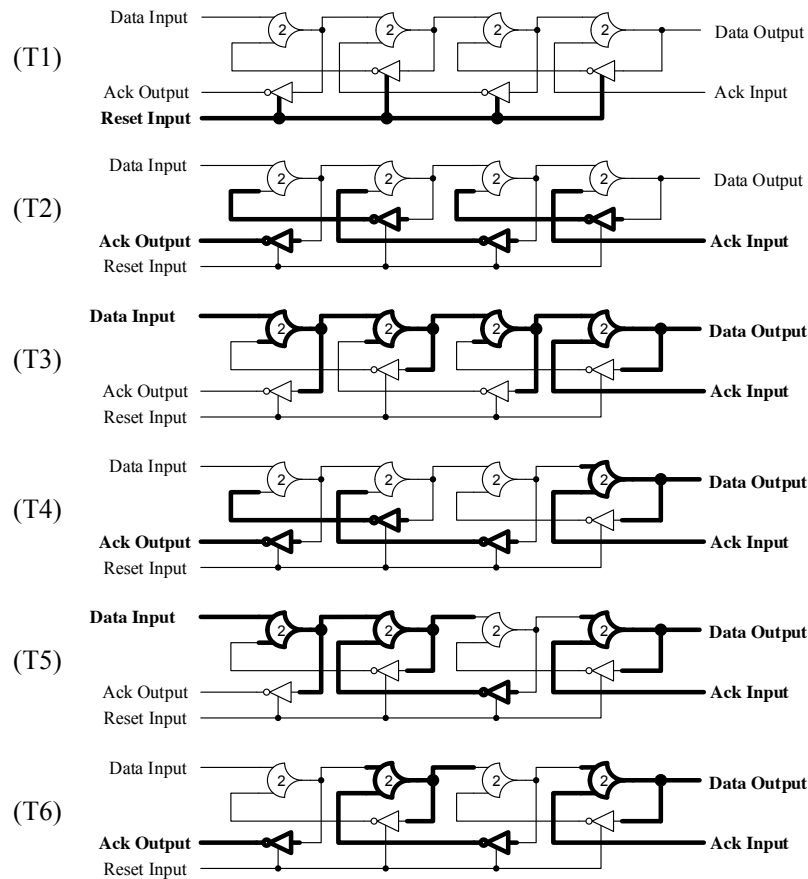 (T1)
Data Input
2 2 2 2
Data Output
Ack Output
Ack Input
Reset Input
(T2)
Data Input
2 2 2 2
Data Output
Ack Output
Ack Input
Reset Input
(T3)
Data Input
2 2 2 2
Data Output
Ack Output
Ack Input
Reset Input
(T4)
Data Input
2 2 2 2
Data Output
Ack Output
Ack Input
Reset Input
(T5)
Data Input
2 2 2 2
Data Output
Ack Output
Ack Input
Reset Input
(T6)
Data Input
2 2 2 2
Data Output
Ack Output
Ack Input
Reset Input